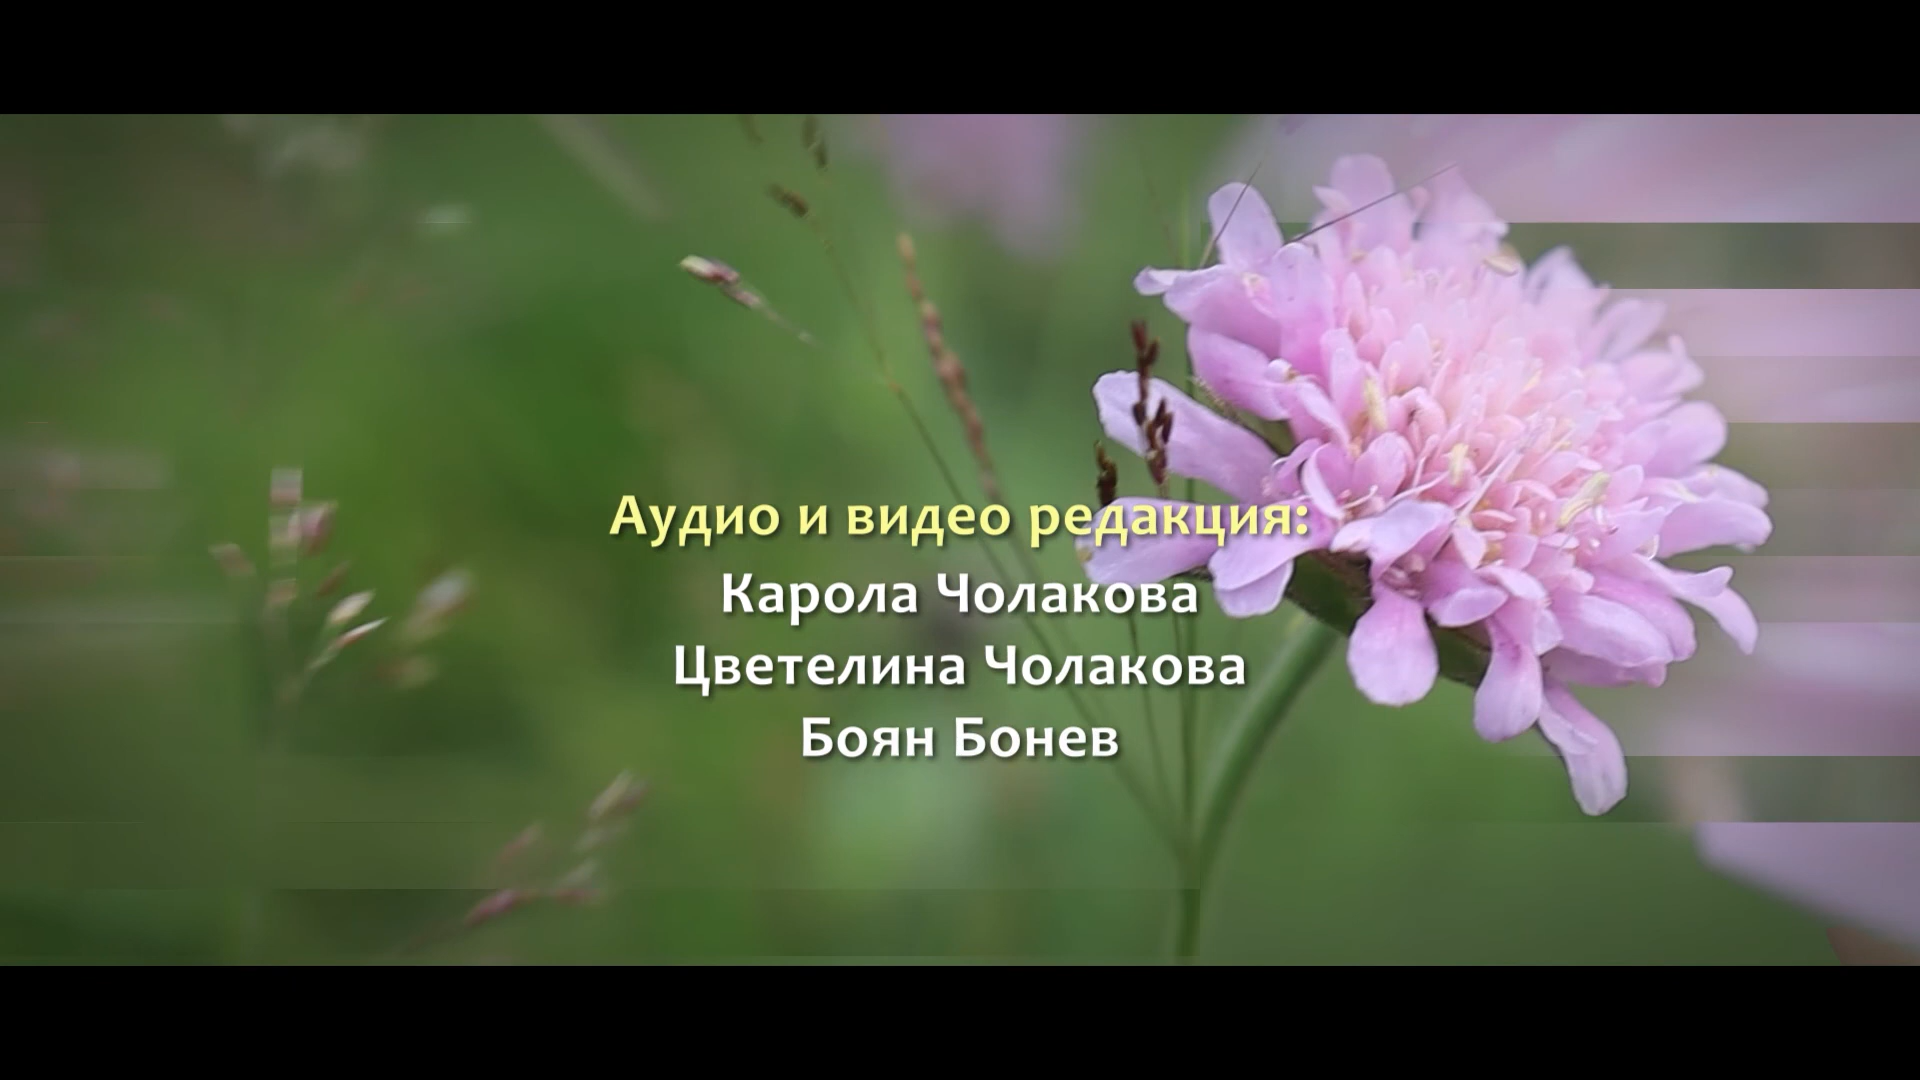 Аудио и видео редакция:
Карола Чолакова
Цветелина Чолакова
Боян Бонев